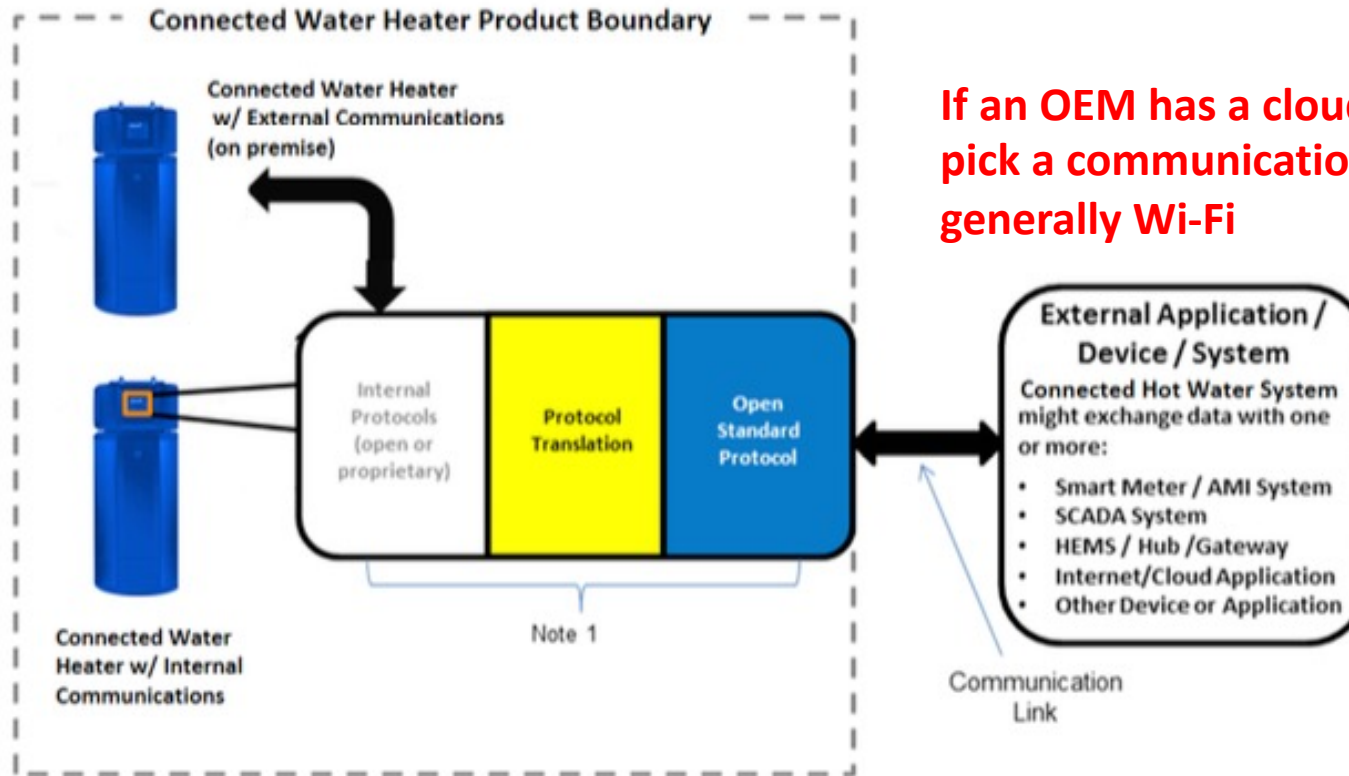 Connected Water Heater Product Boundary
Connected Water Heater
w/ External Communications
(on premise)
If an OEM has a cloud
pick a communicatio
generally Wi-Fi
Internal
Protocols
(open or
proprietary)
Protocol
Translation
Open
Standard
Protocol
External Application /
Device / System
Connected Hot Water System
might exchange data with one
or more:
• Smart Meter / AMI System
• SCADA System
• HEMS / Hub /Gateway
• Internet/Cloud Application
• Other Device or Application
Note 1
Connected Water
Heater w/ Internal
Communications
Communication
Link